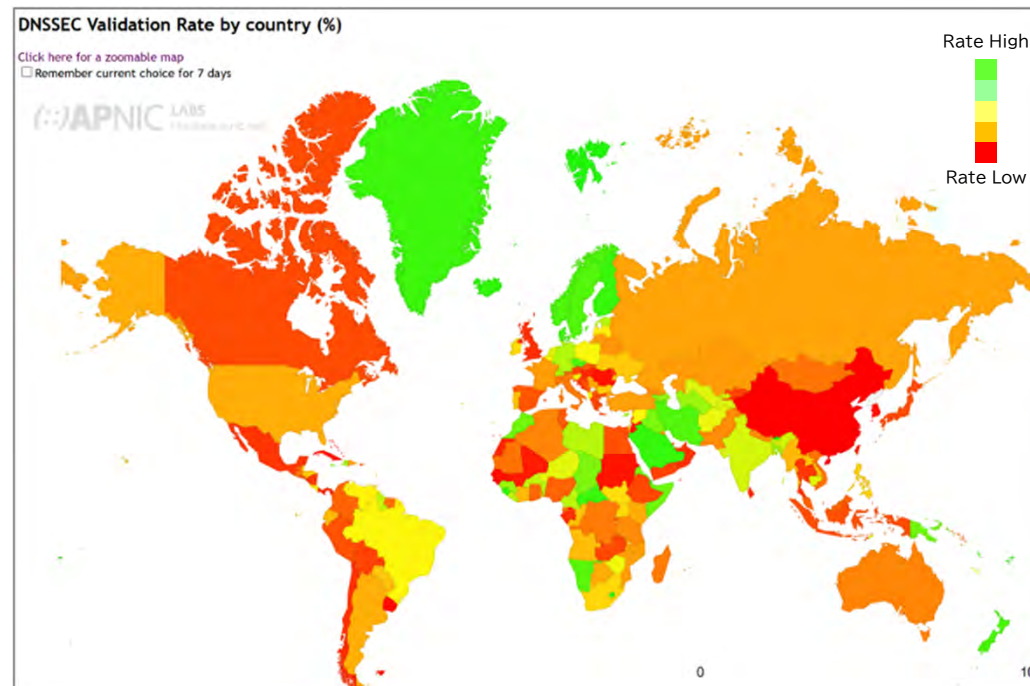 DNSSEC Validation Rate by country (%)
Click here for a zoomable map
Remember current choice for 7 days
APNIC LABS
Rate High
Rate Low
0
10